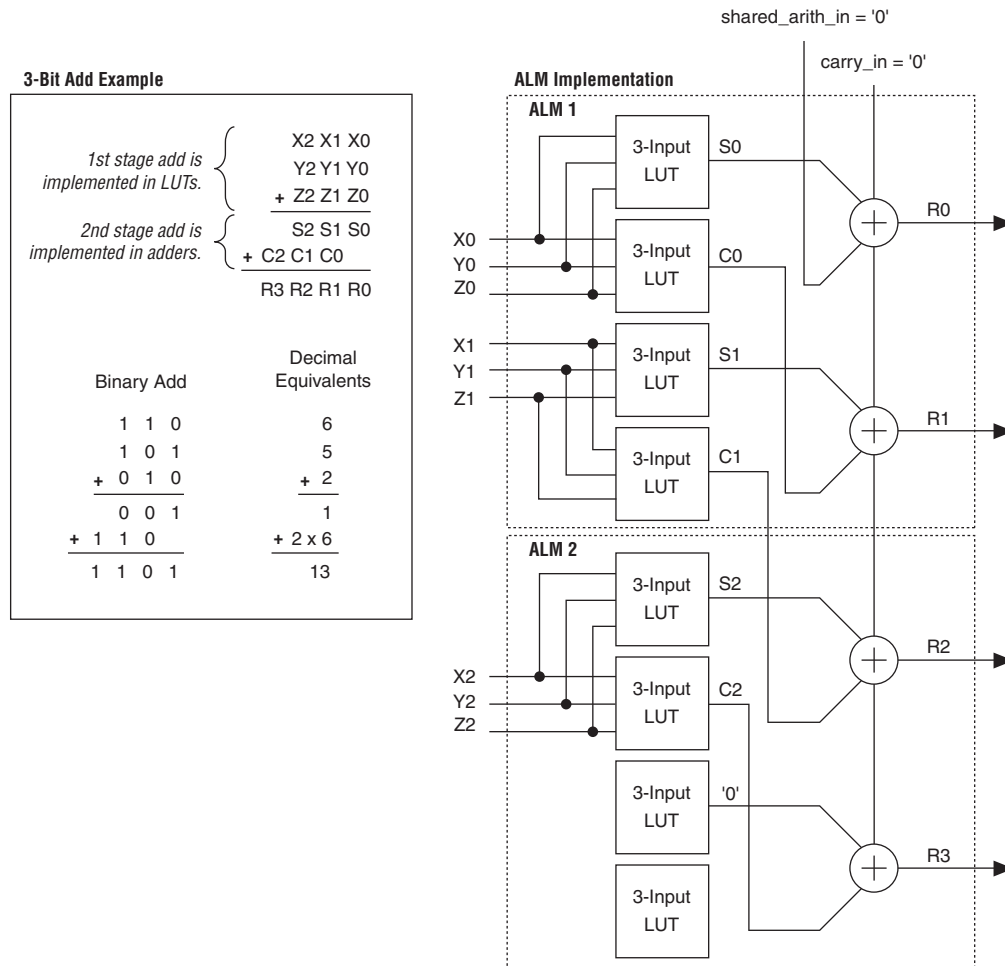 3-Bit Add Example
1st stage add is
implemented in LUTs.
X2 X1 X0
Y2 Y1 Y0
+ Z2 Z1 Z0
2nd stage add is
implemented in adders.
S2 S1 S0
+ C2 C1 C0
R3 R2 R1 R0
Binary Add
1 1 0
1 0 1
+ 0 1 0
0 0 1
+ 1 1 0
1 1 0 1
Decimal
Equivalents
6
5
+ 2
1
+ 2 x 6
13
shared_arith_in = '0'
carry_in = '0'
ALM Implementation
ALM 1
3-Input
LUT
S0
R0
X0
Y0
Z0
3-Input
LUT
C0
X1
Y1
Z1
3-Input
LUT
S1
R1
3-Input
LUT
C1
ALM 2
3-Input
LUT
S2
R2
X2
Y2
Z2
3-Input
LUT
C2
3-Input
LUT
'0'
R3
3-Input
LUT